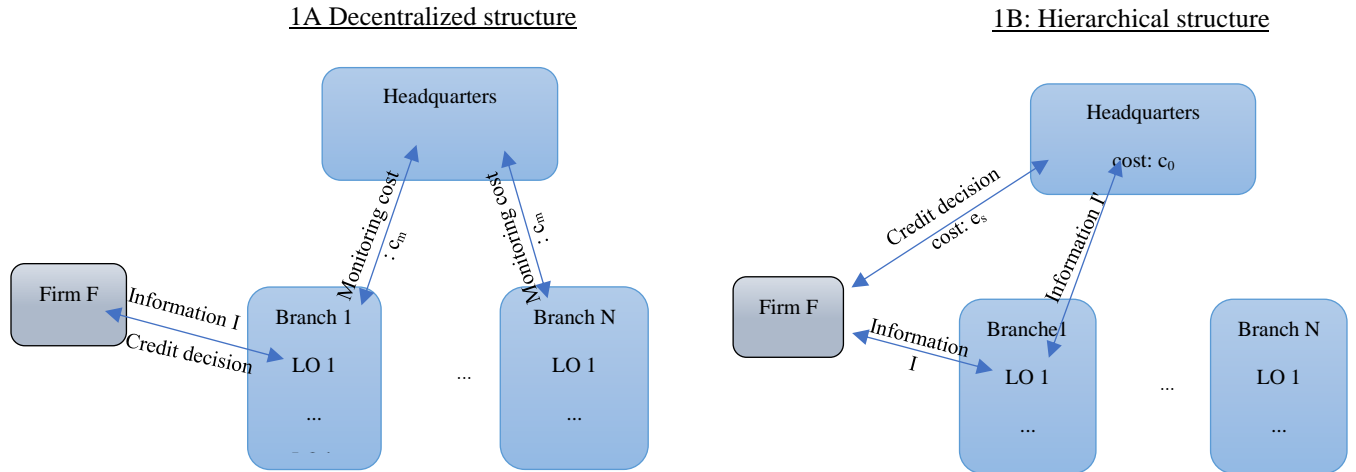 1A Decentralized structure
Headquarters
Monitoring cost
: cₘ
Monitoring cost
: cₘ
Firm F
Information I
Credit decision
Branch 1
LO 1
...
...
Branch N
LO 1
...
1B: Hierarchical structure
Headquarters
cost: c₀
Credit decision
cost: eₛ
Information I'
Firm F
Information
I
Branche1
LO 1
...
...
Branch N
LO 1
...